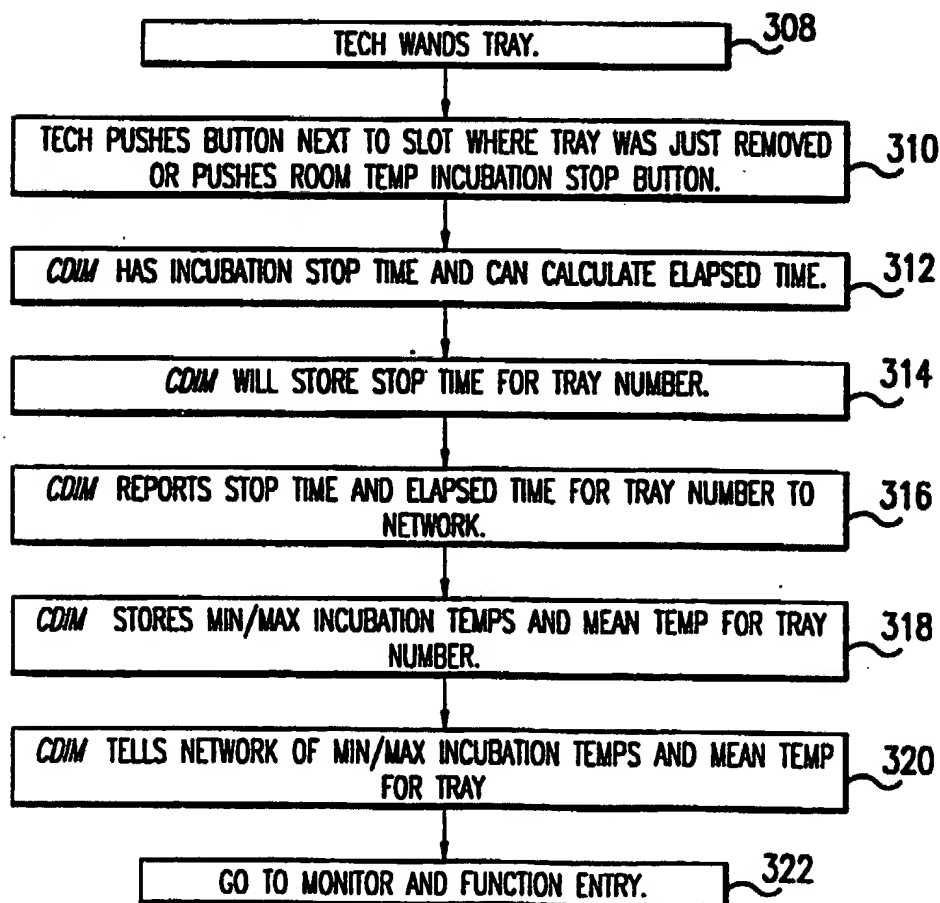 TECH WANDS TRAY.
308
TECH PUSHES BUTTON NEXT TO SLOT WHERE TRAY WAS JUST REMOVED
OR PUSHES ROOM TEMP INCUBATION STOP BUTTON.
310
CDIM HAS INCUBATION STOP TIME AND CAN CALCULATE ELAPSED TIME.
312
CDIM WILL STORE STOP TIME FOR TRAY NUMBER.
314
CDIM REPORTS STOP TIME AND ELAPSED TIME FOR TRAY NUMBER TO
NETWORK.
316
CDIM STORES MIN/MAX INCUBATION TEMPS AND MEAN TEMP FOR TRAY
NUMBER.
318
CDIM TELLS NETWORK OF MIN/MAX INCUBATION TEMPS AND MEAN TEMP
FOR TRAY
320
GO TO MONITOR AND FUNCTION ENTRY.
322